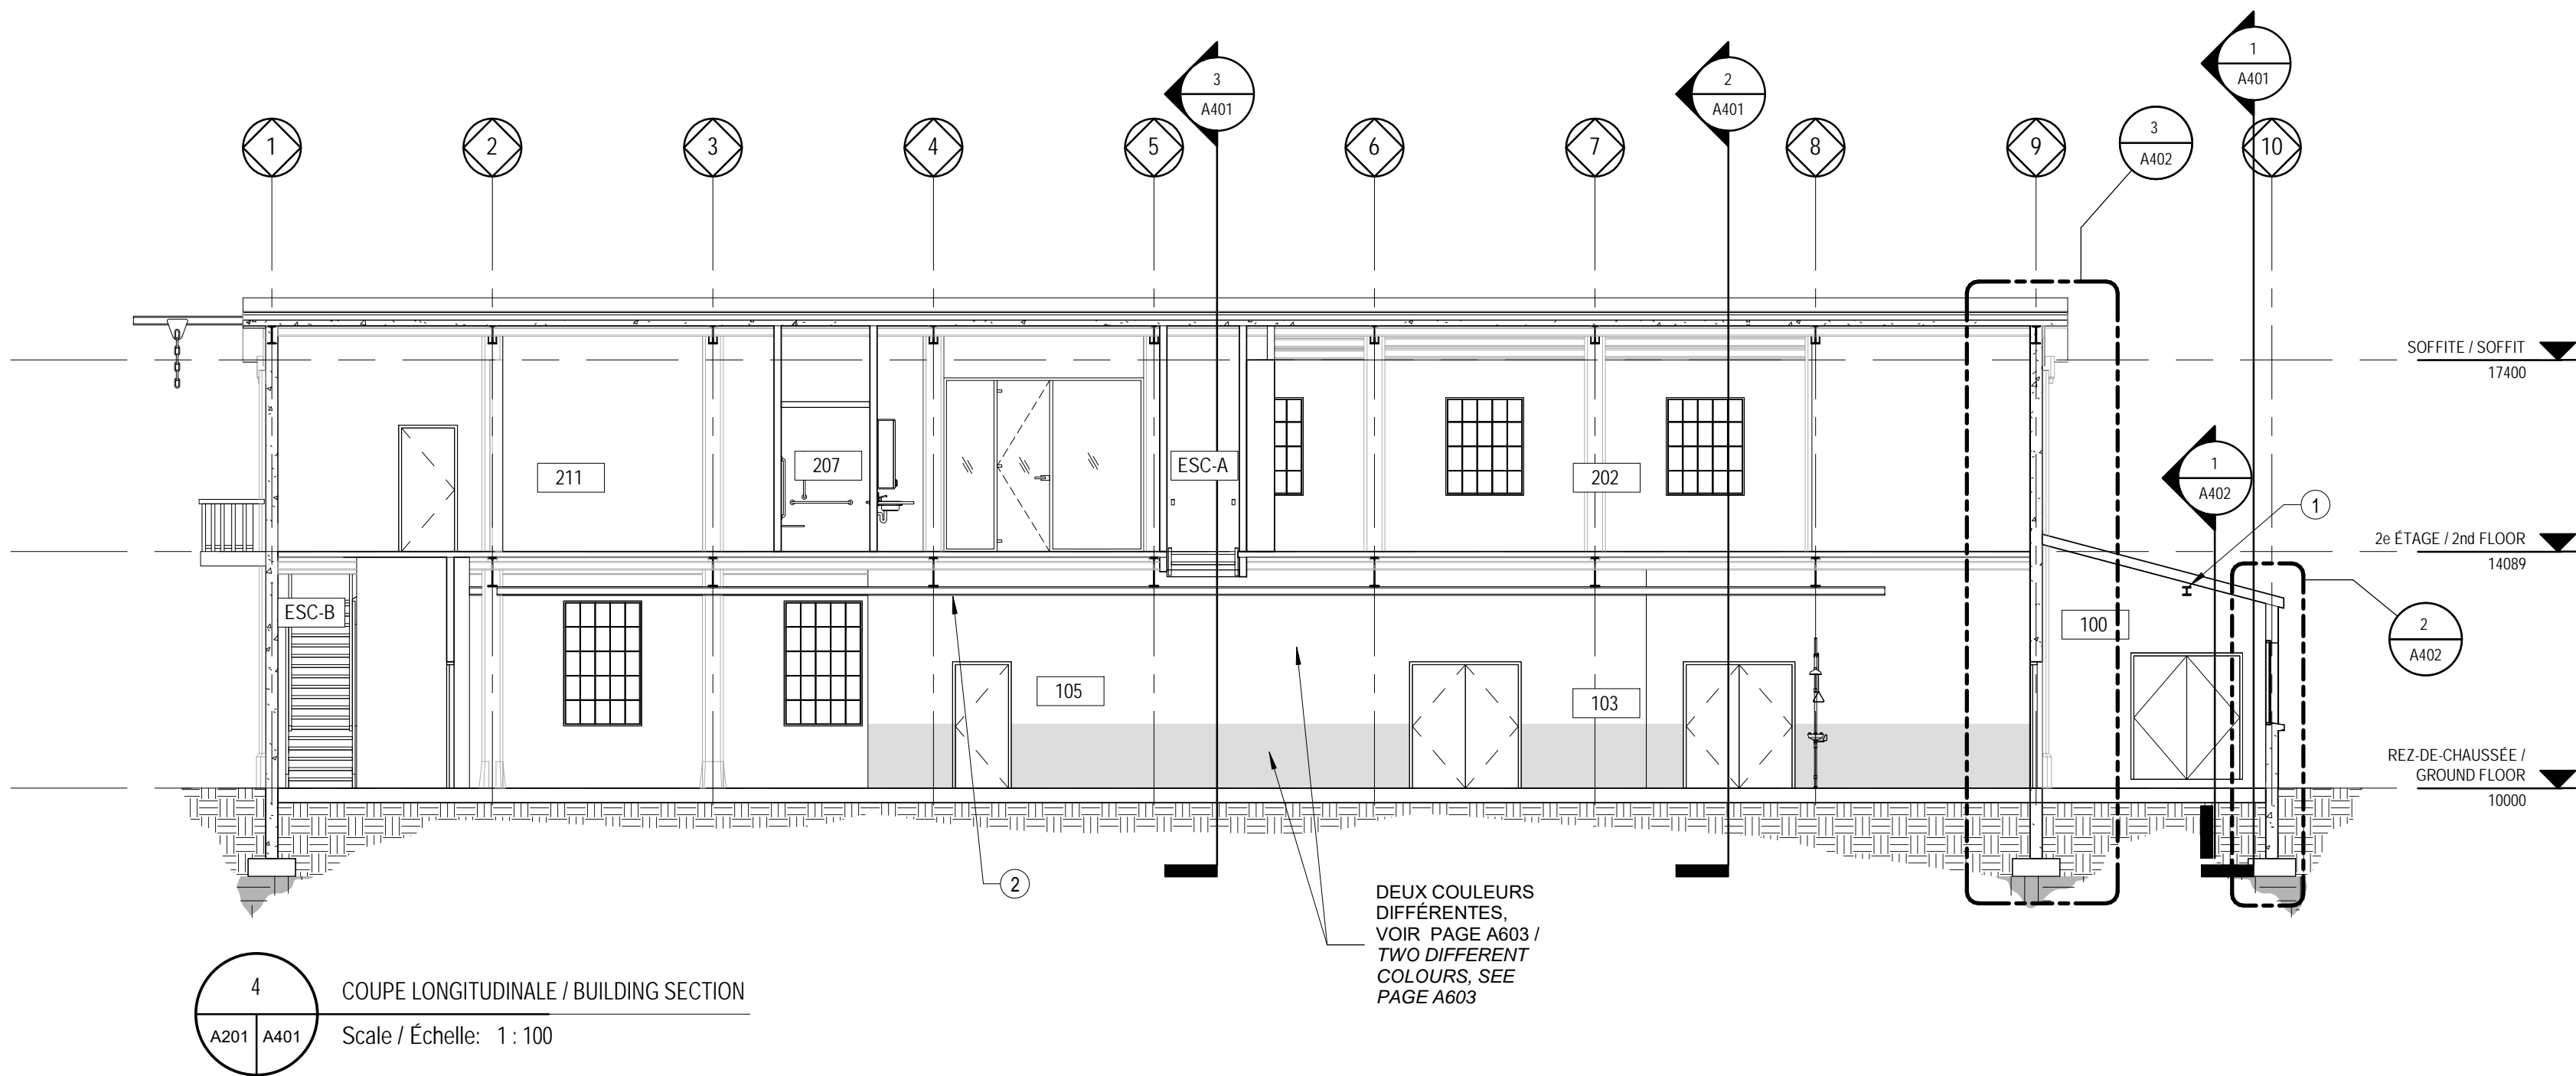 1
A401
3
A401
2
A401
3
A402
1
2
3
4
5
6
7
8
9
10
SOFFITE / SOFFIT
17400
211
207
ESC-A
202
1
A402
1
2e ÉTAGE / 2nd FLOOR
14089
ESC-B
100
2
A402
105
103
REZ-DE-CHAUSSÉE /
GROUND FLOOR
10000
2
DEUX COULEURS
DIFFÉRENTES,
VOIR PAGE A603 /
TWO DIFFERENT
COLOURS, SEE
PAGE A603
4
A201 A401
COUPE LONGITUDINALE / BUILDING SECTION
Scale / Échelle: 1 : 100